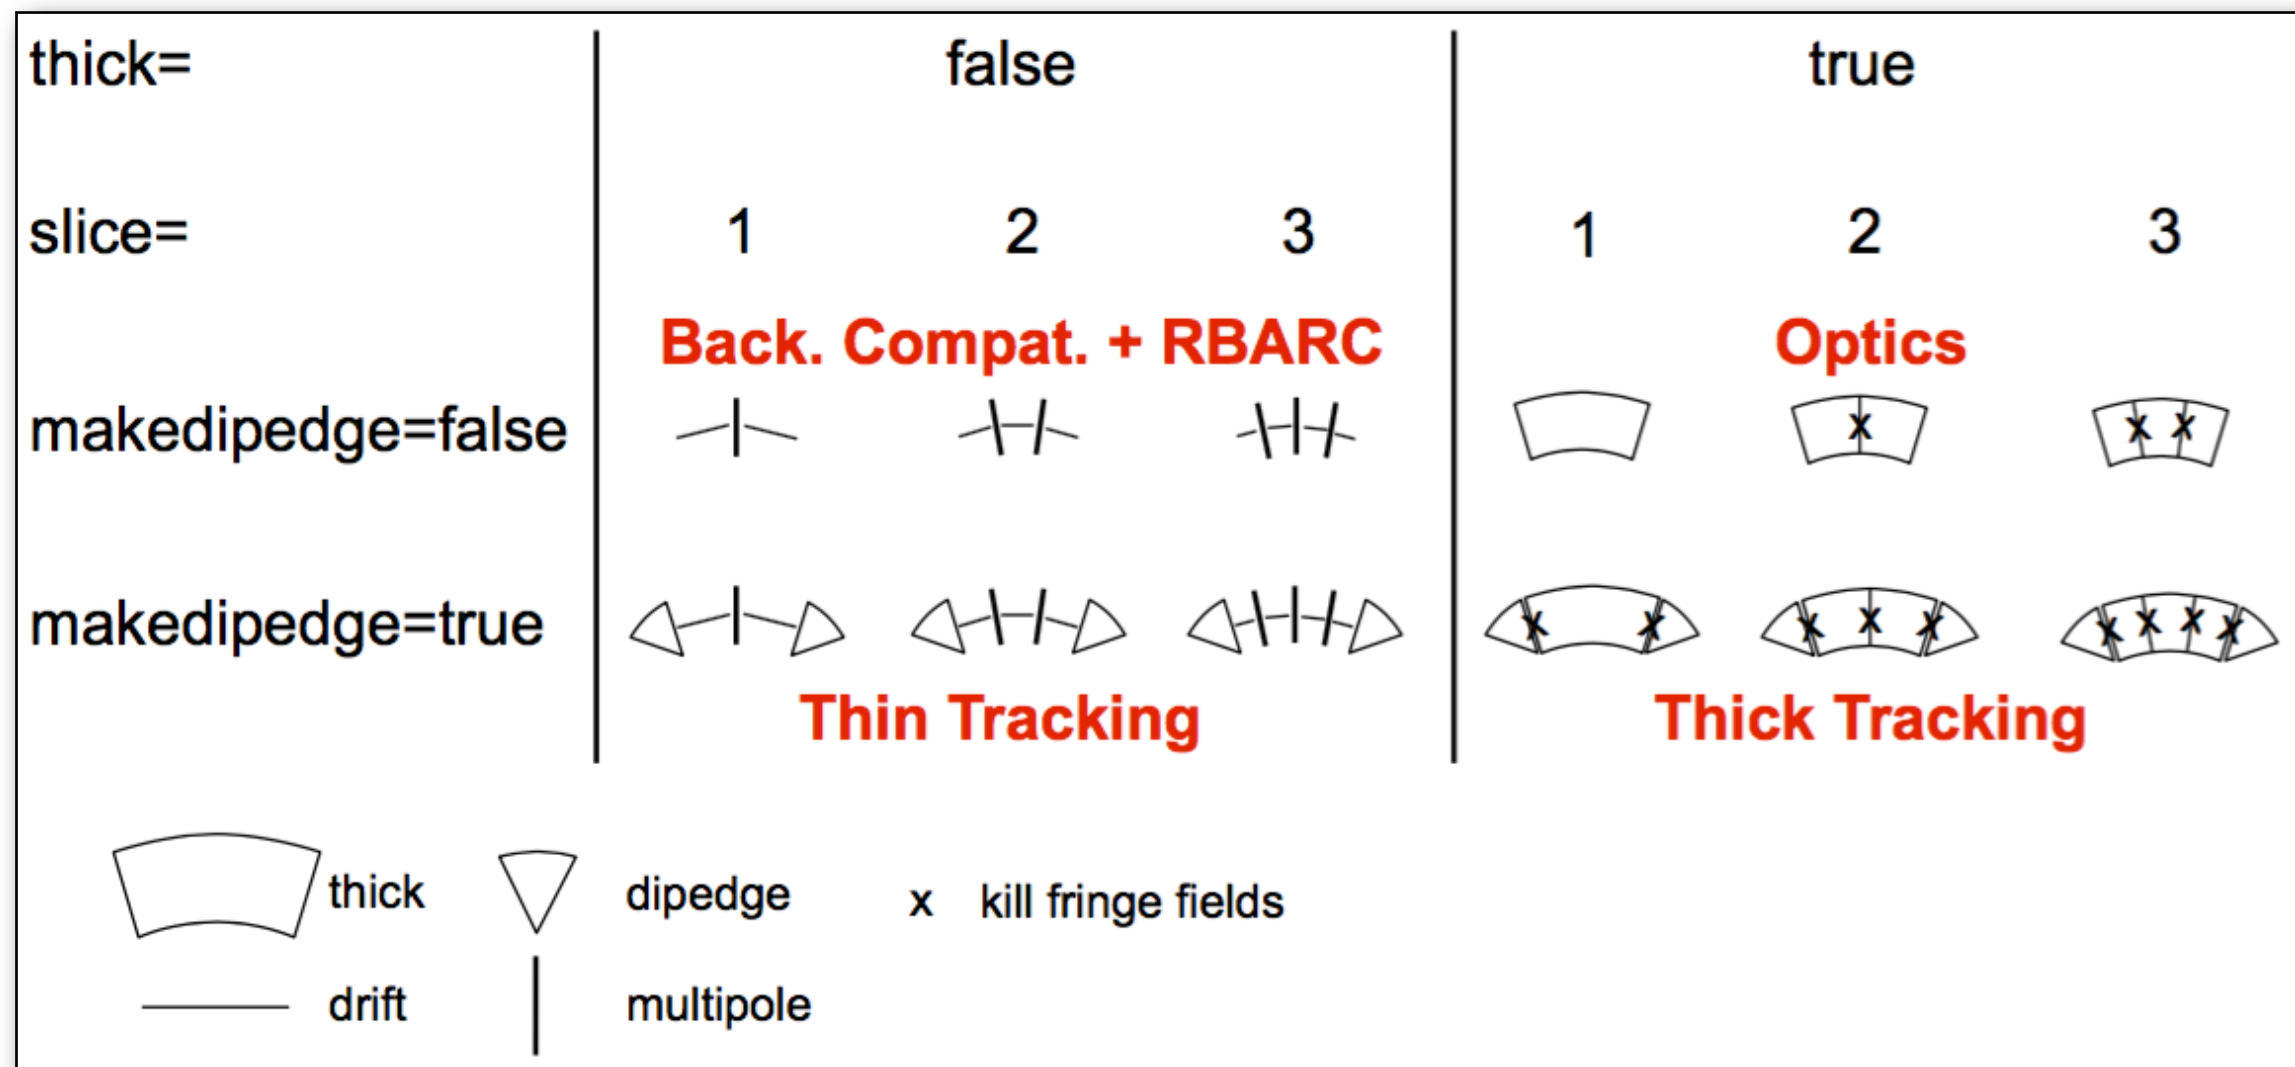 thick= false true
slice= 1 2 3 1 2 3
Back. Compat. + RBARC Optics
makedipedge=false x x x
makedipedge=true x x x x x x x x x
Thin Tracking Thick Tracking
thick dipedge x kill fringe fields
drift multipole